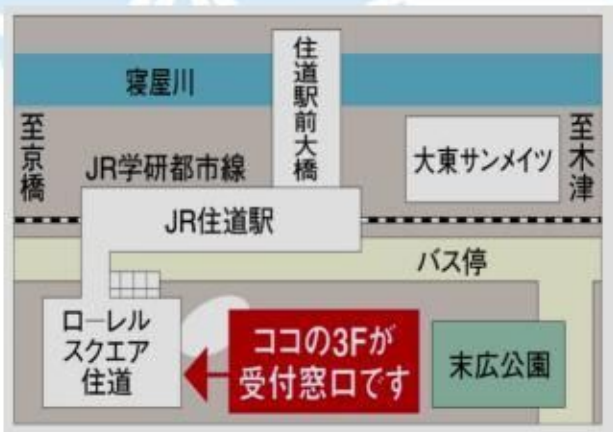 住道駅前大橋
寝屋川
至京橋
JR学研都市線
大東サンメイツ
至木津
JR住道駅
バス停
ローレル
スクエア
住道
ココの3Fが
受付窓口です
末広公園